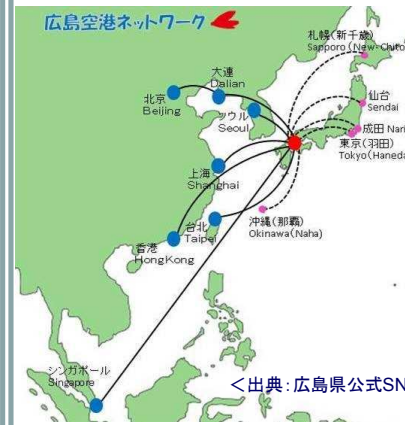 広島空港ネットワーク
札幌(新千歳)
Sapporo(New-Chito
大連
Dalian
仙台
Sendai
北京
Beijing
ソウル
Seoul
成田 Nari
東京(羽田)
Tokyo(Haneda
上海
Shanghai
沖縄(那覇)
Okinawa(Naha)
台北
Taipei
香港
HongKong
シンガポール
Singapore
<出典:広島県公式SN